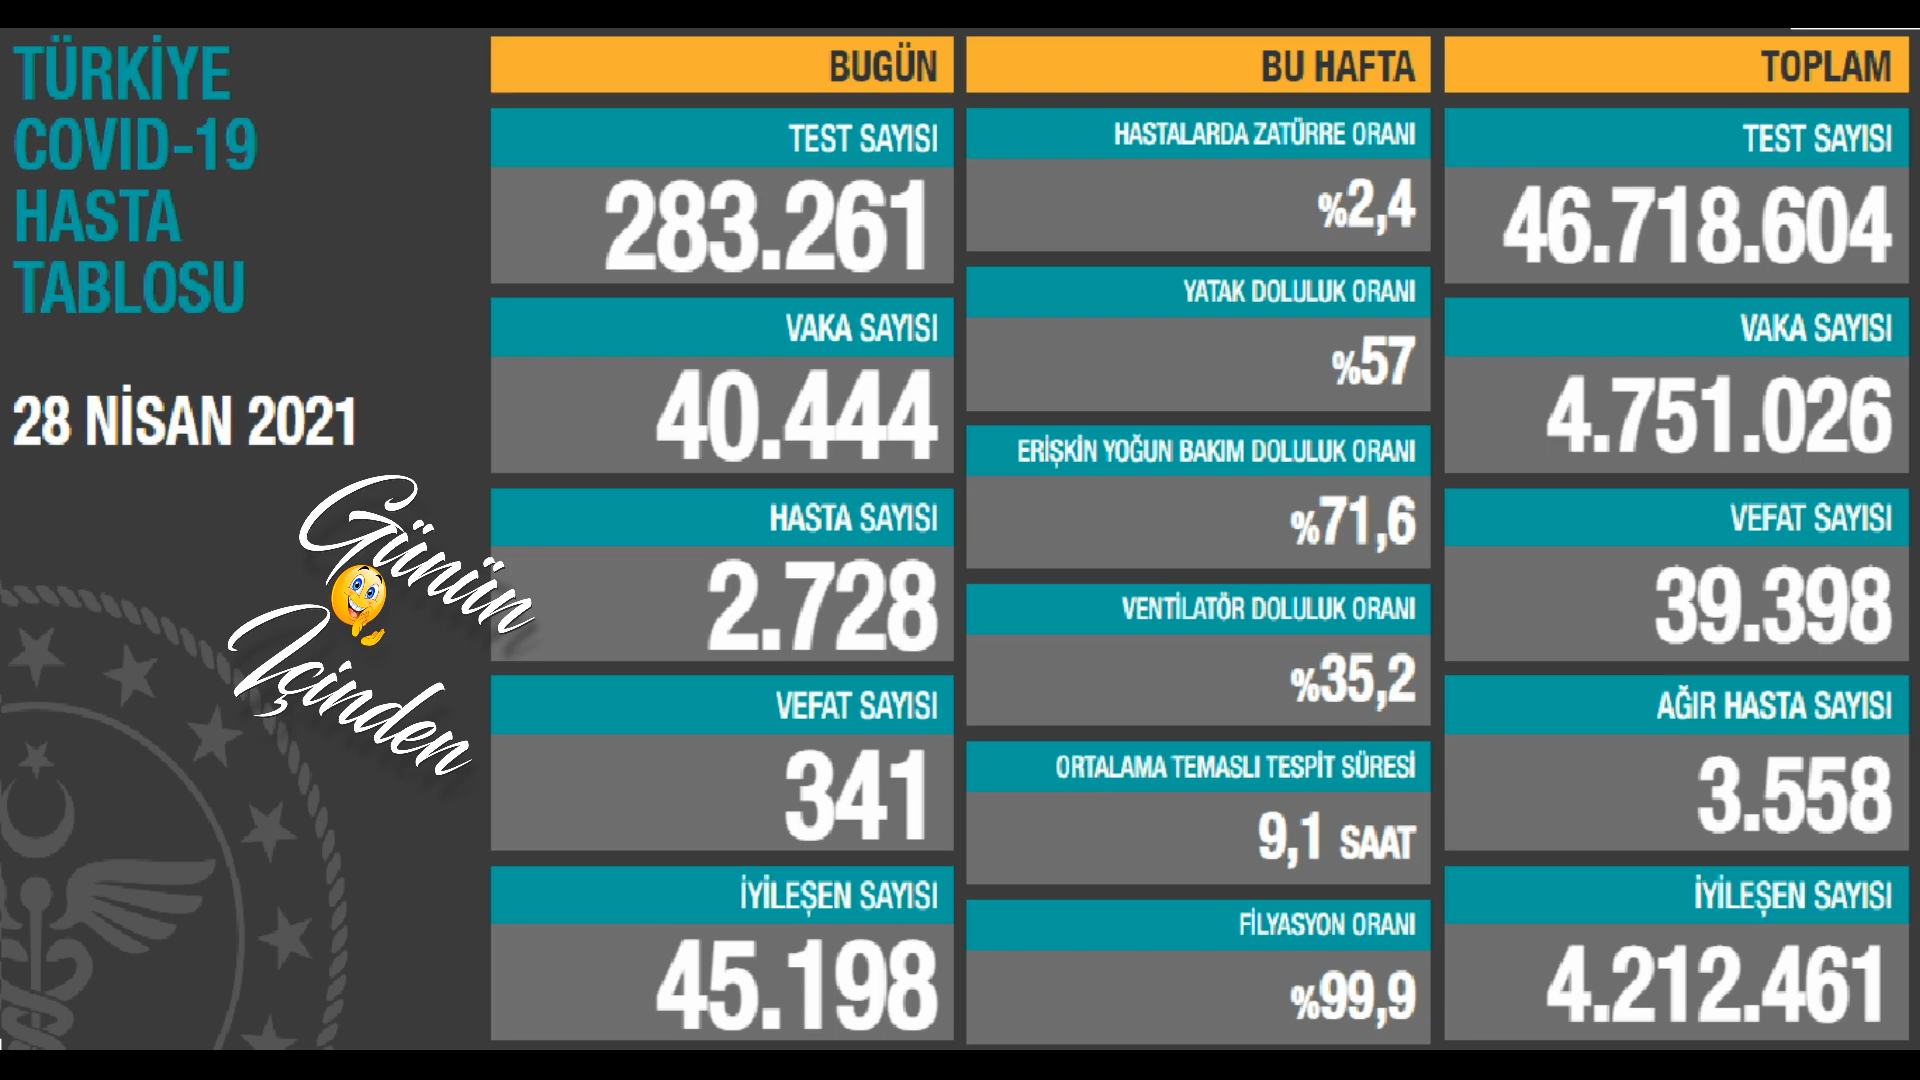 TÜRKİYE
COVID-19
HASTA
TABLOSU
28 NİSAN 2021
Günün
İçinden
BUGÜN
TEST SAYISI
283.261
VAKA SAYISI
40.444
HASTA SAYISI
2.728
VEFAT SAYISI
341
İYİLEŞEN SAYISI
45.198
BU HAFTA
HASTALARDA ZATÜRRE ORANI
%2,4
YATAK DOLULUK ORANI
%57
ERİŞKİN YOĞUN BAKIM DOLULUK ORANI
%71,6
VENTİLATÖR DOLULUK ORANI
%35,2
ORTALAMA TEMASLI TESPİT SÜRESİ
9,1 SAAT
FİLYASYON ORANI
%99,9
TOPLAM
TEST SAYISI
46.718.604
VAKA SAYISI
4.751.026
VEFAT SAYISI
39.398
AĞIR HASTA SAYISI
3.558
İYİLEŞEN SAYISI
4.212.461